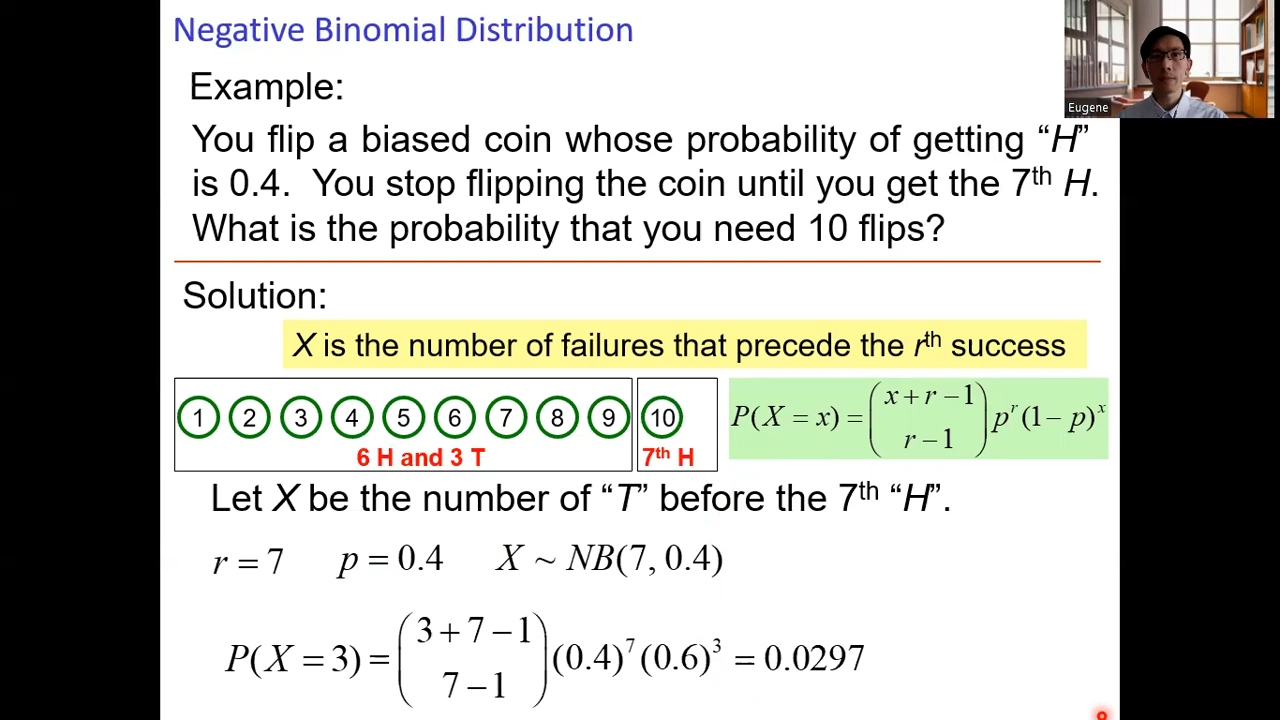 Negative Binomial Distribution
Eugene
Example:
You flip a biased coin whose probability of getting “H”
is 0.4. You stop flipping the coin until you get the 7th H.
What is the probability that you need 10 flips?
Solution:
X is the number of failures that precede the rth success
1 2 3 4 5 6 7 8 9 10
6 H and 3 T 7th H
P(X = x) = (x + r − 1 / r − 1) p^r (1 − p)^x
Let X be the number of “T” before the 7th “H”.
r = 7 p = 0.4 X ~ NB(7, 0.4)
P(X = 3) = (3 + 7 − 1 / 7 − 1) (0.4)^7 (0.6)^3 = 0.0297